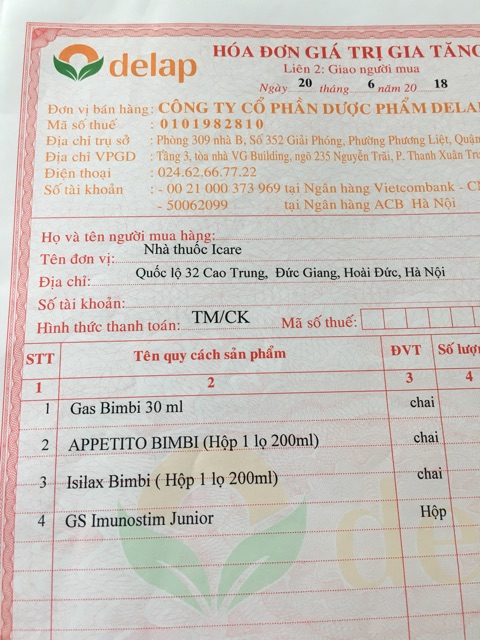 delap
HÓA ĐƠN GIÁ TRỊ GIA TĂNG
Liên 2: Giao người mua
Ngày 20 tháng 6 năm 20 18
Đơn vị bán hàng: CÔNG TY CỔ PHẦN DƯỢC PHẨM DELAP
Mã số thuế : 0101982810
Địa chỉ trụ sở : Phòng 309 nhà B, Số 352 Giải Phóng, Phường Phương Liệt, Quận
Địa chỉ VPGD : Tầng 3, tòa nhà VG Building, ngõ 235 Nguyễn Trãi, P. Thanh Xuân
Điện thoại : 024.62.66.77.22
Số tài khoản : - 00 21 000 373 969 tại Ngân hàng Vietcombank -
- 50062099 tại Ngân hàng ACB Hà Nội
Họ và tên người mua hàng:
Tên đơn vị: Nhà thuốc Icare
Địa chỉ: Quốc lộ 32 Cao Trung, Đức Giang, Hoài Đức, Hà Nội
Số tài khoản:
Hình thức thanh toán: TM/CK Mã số thuế:
STT Tên quy cách sản phẩm ĐVT Số lượn
1 2 3 4
1 Gas Bimbi 30 ml chai
2 APPETITO BIMBI (Hộp 1 lọ 200ml) chai
3 Isilax Bimbi ( Hộp 1 lọ 200ml) chai
4 GS Imunostim Junior Hộp